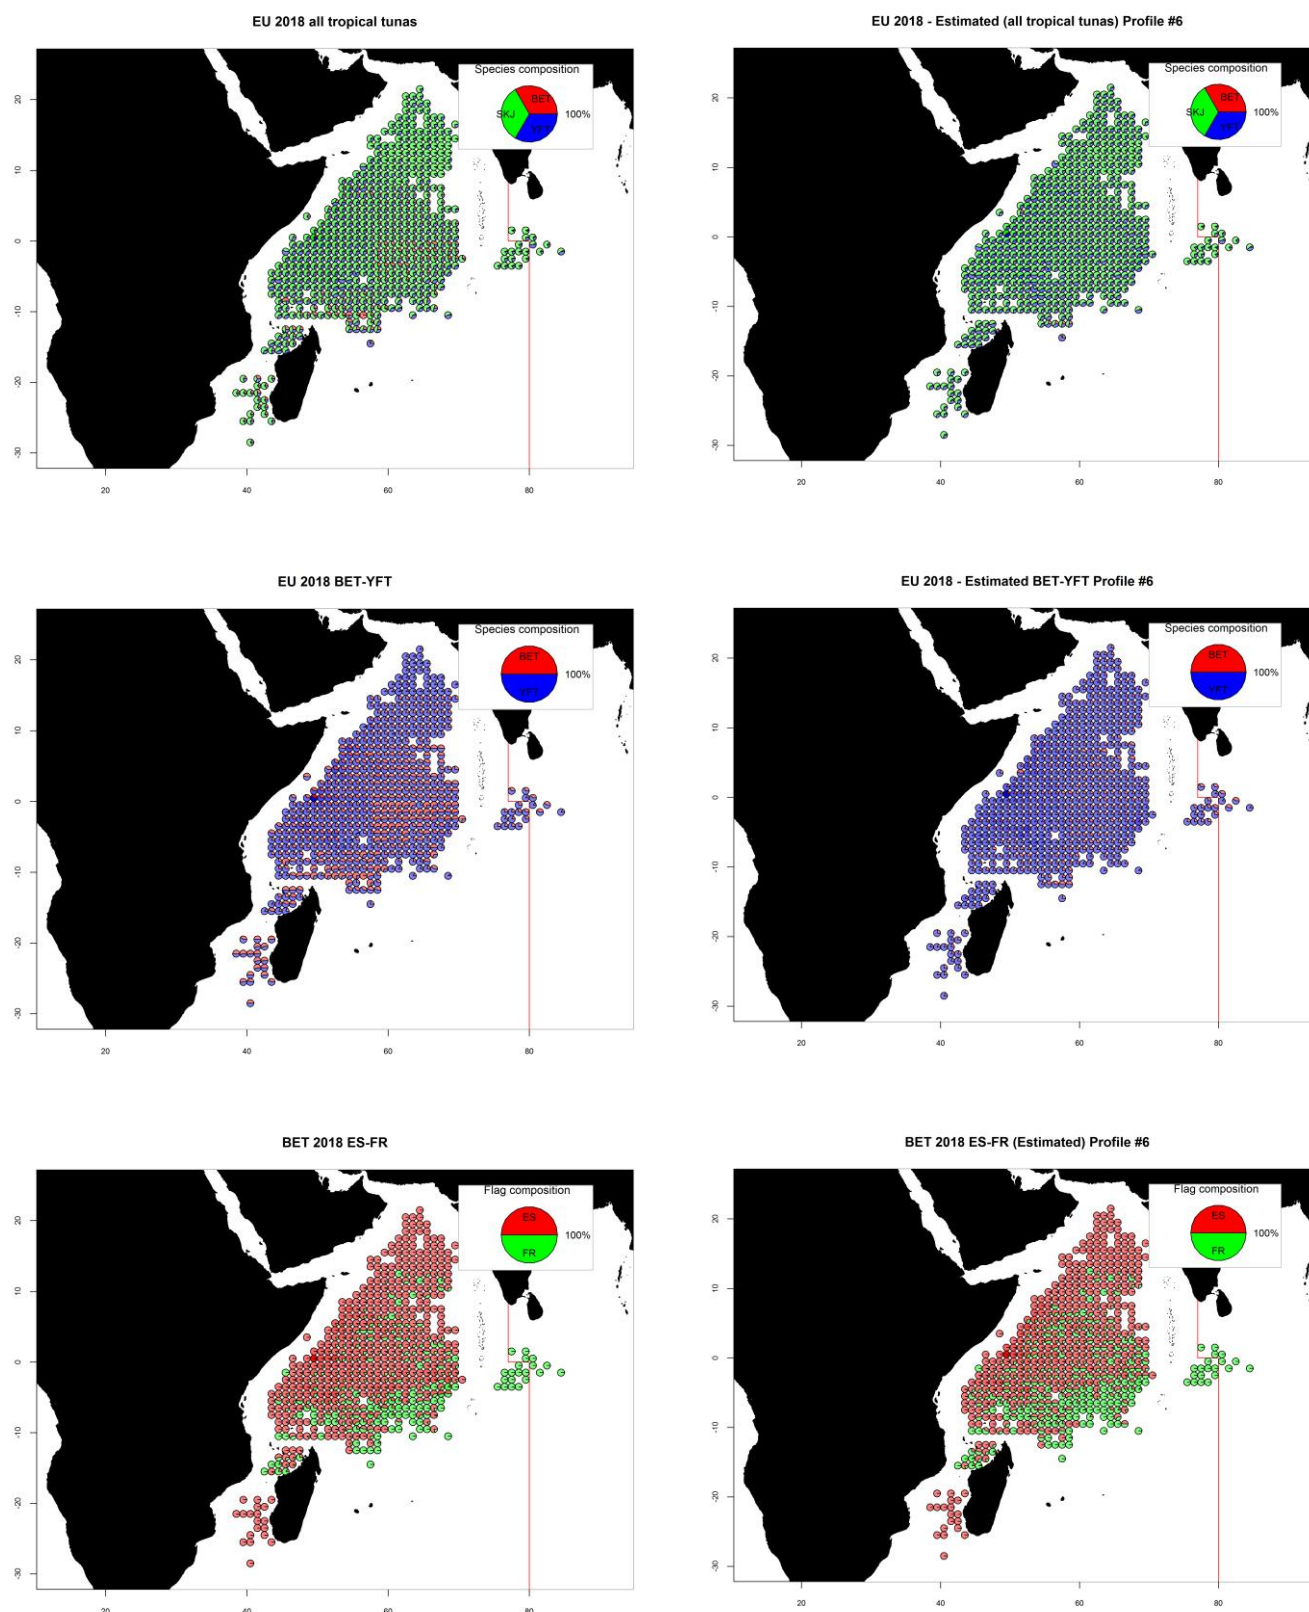 EU 2018 all tropical tunas
Species composition
BET
SKJ
YFT
100%
20
10
0
-10
-20
-30
20
40
60
80
EU 2018 - Estimated (all tropical tunas) Profile #6
Species composition
BET
SKJ
YFT
100%
20
10
0
-10
-20
-30
20
40
60
80
EU 2018 BET-YFT
Species composition
BET
YFT
100%
20
10
0
-10
-20
-30
20
40
60
80
EU 2018 - Estimated BET-YFT Profile #6
Species composition
BET
YFT
100%
20
10
0
-10
-20
-30
20
40
60
80
BET 2018 ES-FR
Flag composition
ES
FR
100%
20
10
0
-10
-20
-30
20
40
60
80
BET 2018 ES-FR (Estimated) Profile #6
Flag composition
ES
FR
100%
20
10
0
-10
-20
-30
20
40
60
80